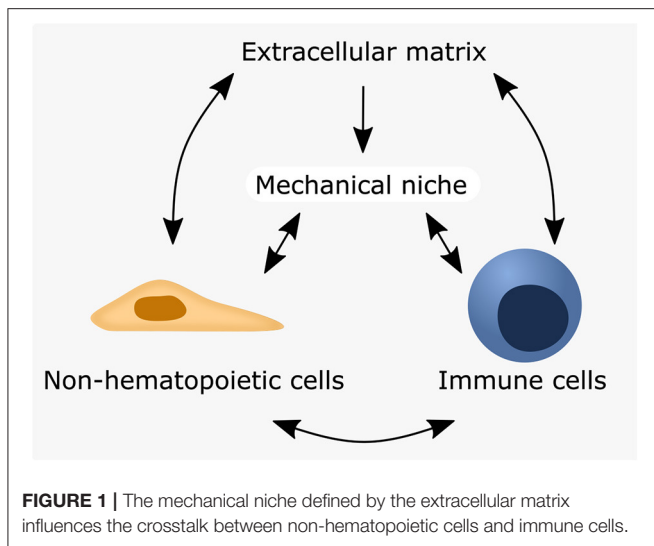 Extracellular matrix
Mechanical niche
Non-hematopoietic cells
Immune cells
FIGURE 1 | The mechanical niche defined by the extracellular matrix
influences the crosstalk between non-hematopoietic cells and immune cells.